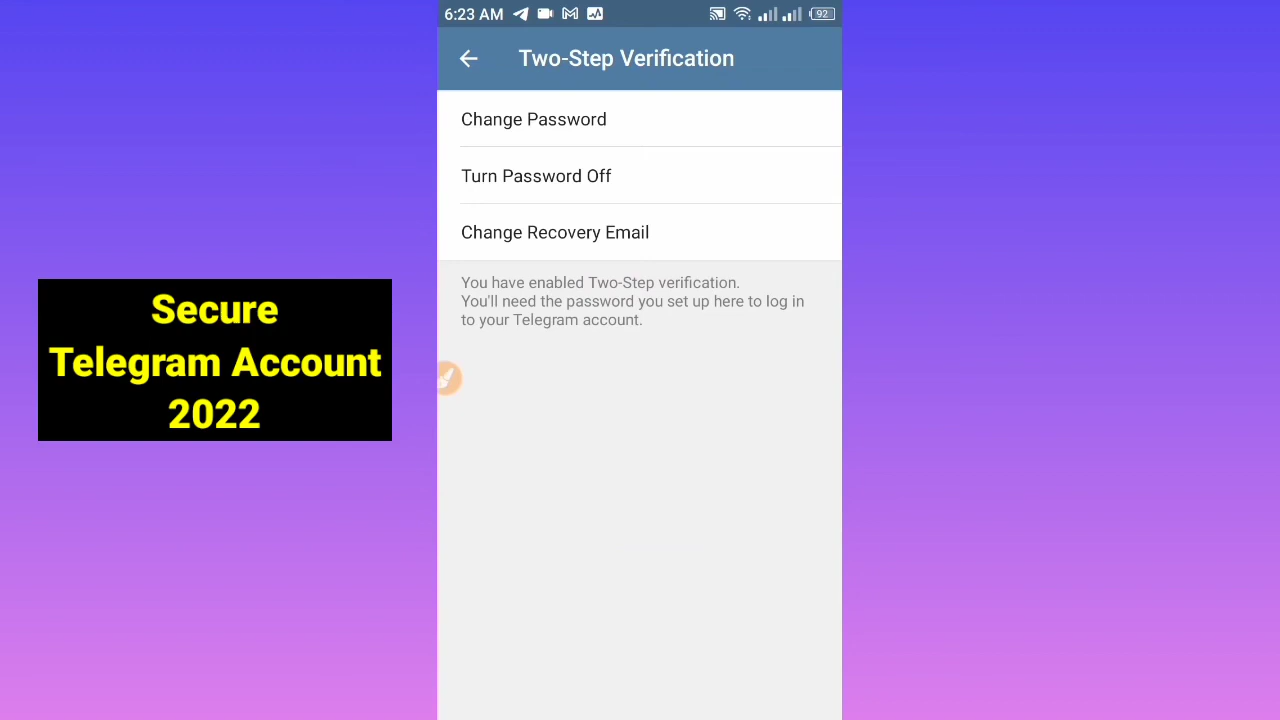 6:23 AM
92
Two-Step Verification
Change Password
Turn Password Off
Change Recovery Email
You have enabled Two-Step verification.
You'll need the password you set up here to log in
to your Telegram account.
Secure
Telegram Account
2022